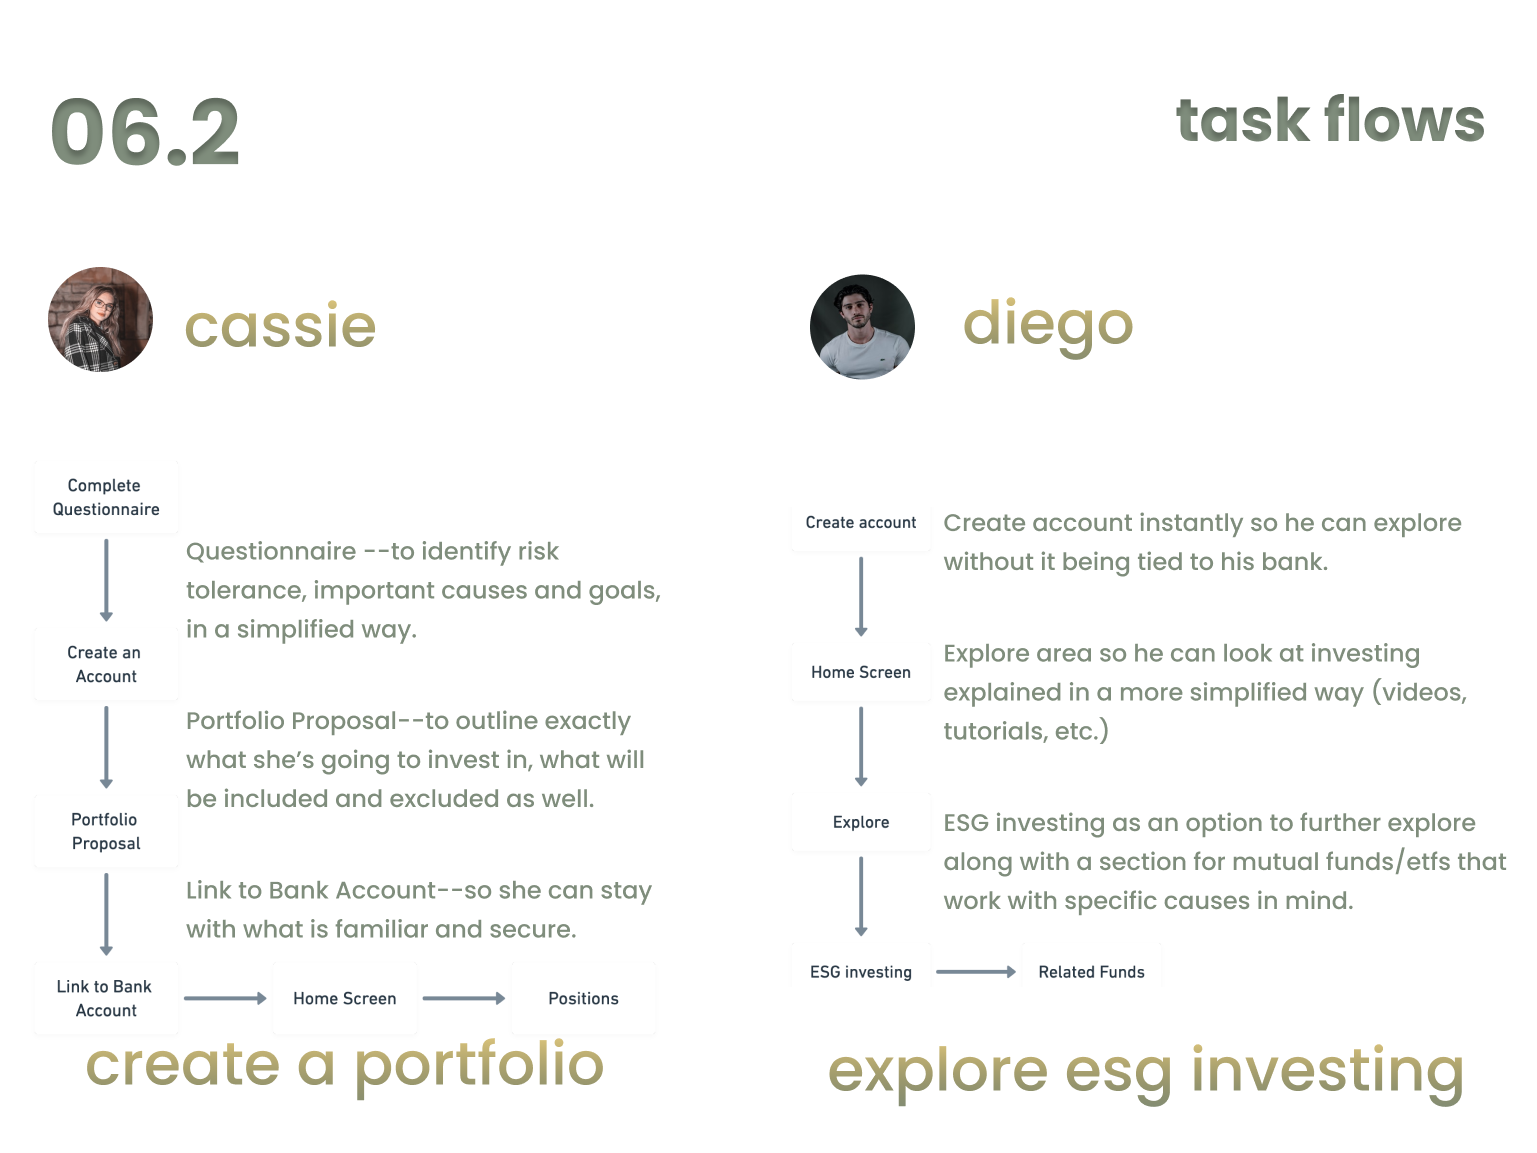 06.2
task flows
cassie
Complete
Questionnaire
Questionnaire --to identify risk
tolerance, important causes and goals,
in a simplified way.
Create an
Account
Portfolio Proposal--to outline exactly
what she’s going to invest in, what will
be included and excluded as well.
Portfolio
Proposal
Link to Bank Account--so she can stay
with what is familiar and secure.
Link to Bank
Account
Home Screen
Positions
create a portfolio
diego
Create account
Create account instantly so he can explore
without it being tied to his bank.
Home Screen
Explore area so he can look at investing
explained in a more simplified way (videos,
tutorials, etc.)
Explore
ESG investing as an option to further explore
along with a section for mutual funds/etfs that
work with specific causes in mind.
ESG investing
Related Funds
explore esg investing